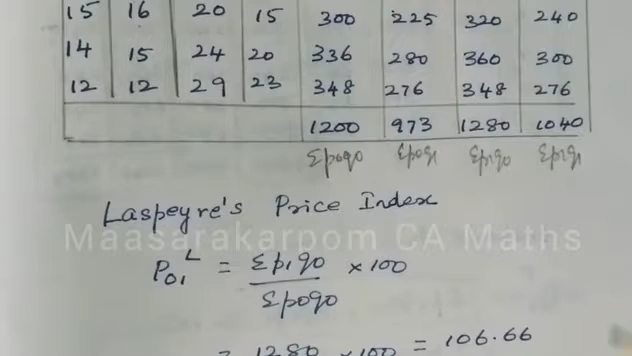 15 16 20 15 300 225 320 240
14 15 24 20 336 280 360 300
12 12 29 23 348 276 348 276
1200 973 1280 1040
Σp0q0 Σp0q1 Σp1q0 Σp1q1
Laspeyre's Price Index
Maasarakarpom CA Maths
P01^L = Σp1q0 / Σp0q0 ×100
= 1280 ×100 = 106.66